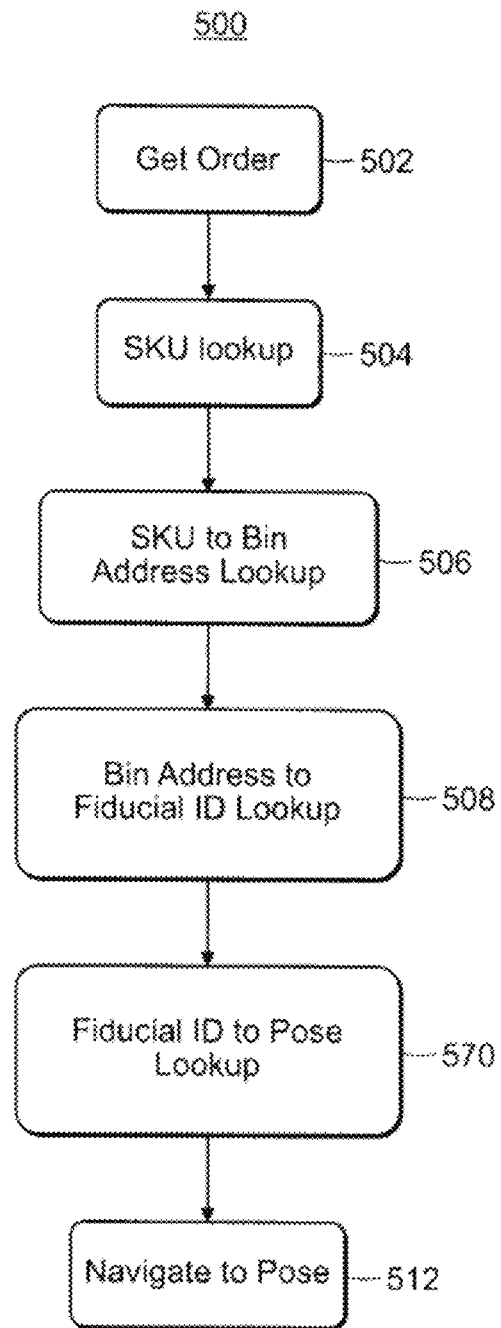 500
Get Order
502
SKU lookup
504
SKU to Bin
Address Lookup
506
Bin Address to
Fiducial ID Lookup
508
Fiducial ID to Pose
Lookup
570
Navigate to Pose
512